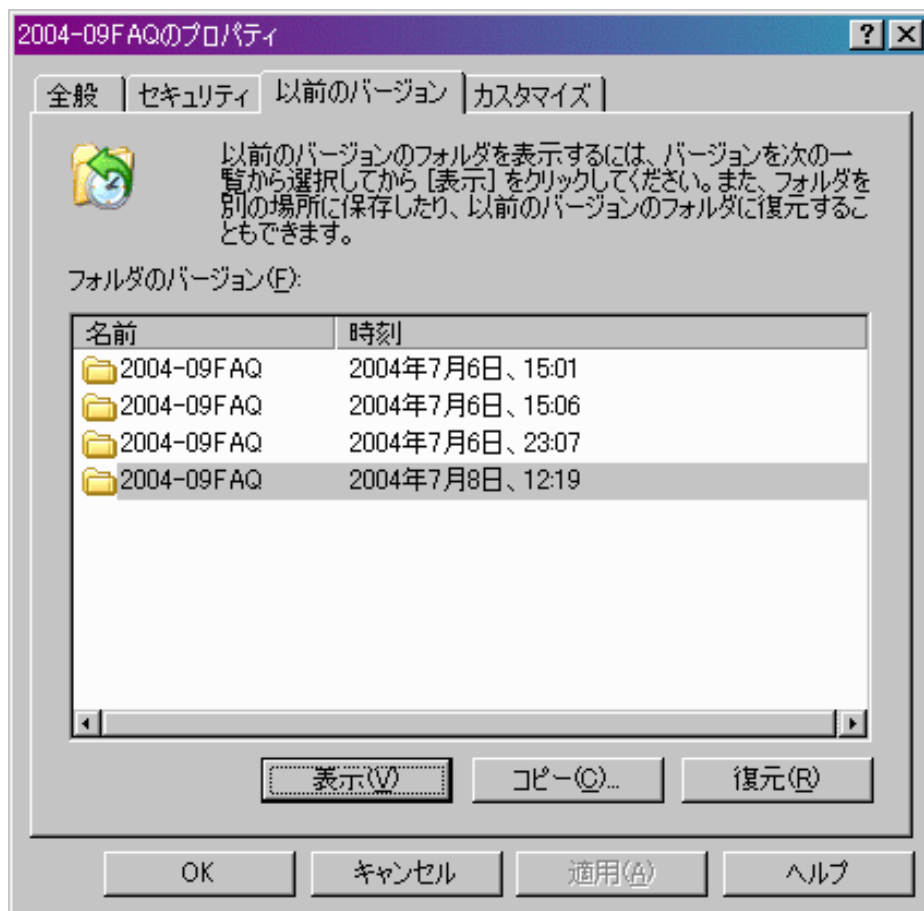 2004-09FAQのプロパティ
全般 セキュリティ 以前のバージョン カスタマイズ
以前のバージョンのフォルダを表示するには、バージョンを次の一
覧から選択してから [表示] をクリックしてください。また、フォルダを
別の場所に保存したり、以前のバージョンのフォルダに復元するこ
ともできます。
フォルダのバージョン(F):
名前 時刻
2004-09FAQ 2004年7月6日、15:01
2004-09FAQ 2004年7月6日、15:06
2004-09FAQ 2004年7月6日、23:07
2004-09FAQ 2004年7月8日、12:19
表示(V) コピー(C)... 復元(R)
OK キャンセル 適用(A) ヘルプ